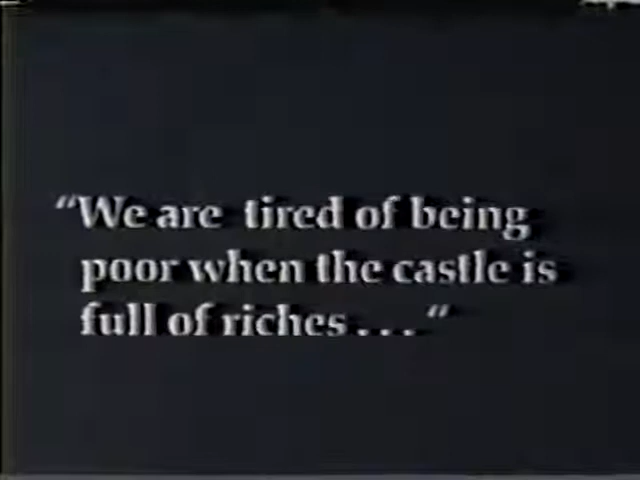 “We are tired of being
poor when the castle is
full of riches . . . “